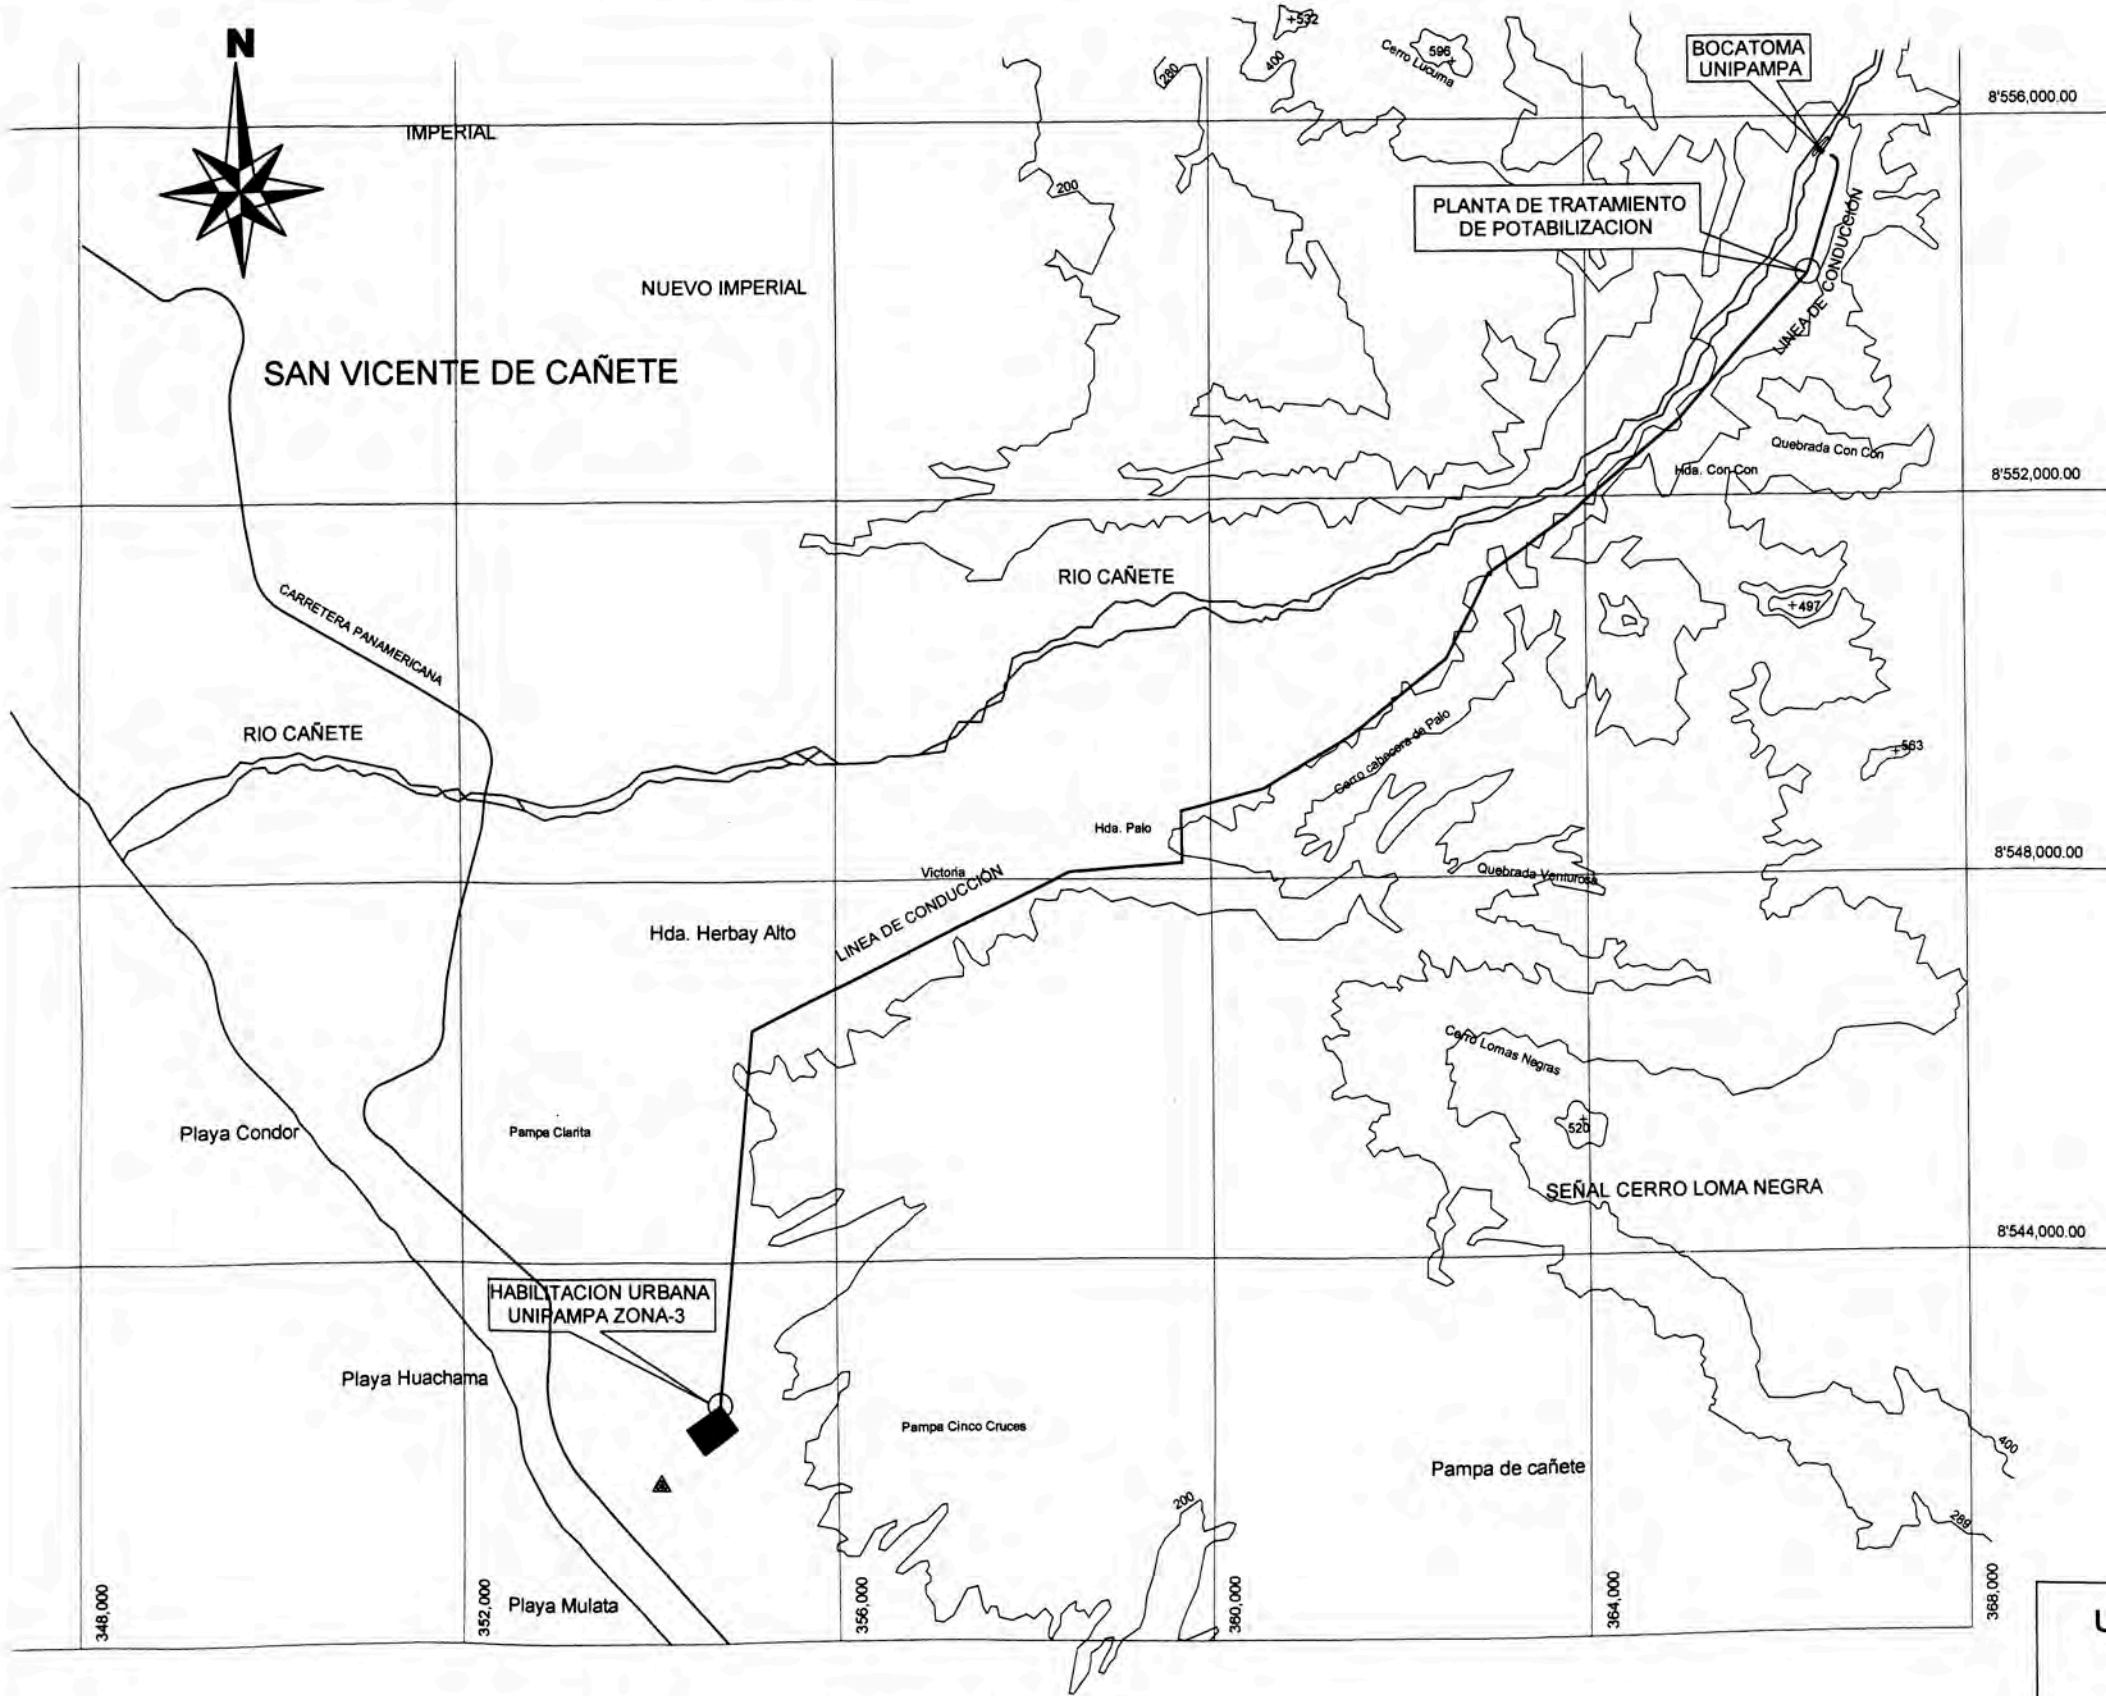 N
+532
400
596
Cerro Lucuma
280
BOCATOMA
UNIPAMPA
8'556,000.00
IMPERIAL
200
PLANTA DE TRATAMIENTO
DE POTABILIZACION
LINEA DE CONDUCCIÓN
NUEVO IMPERIAL
SAN VICENTE DE CAÑETE
Quebrada Con Con
Hda. Con Con
8'552,000.00
RIO CAÑETE
CARRETERA PANAMERICANA
+497
RIO CAÑETE
Cerro cabecera de Palo
+563
Hda. Palo
8'548,000.00
Victoria
LINEA DE CONDUCCIÓN
Quebrada Venturosa
Hda. Herbay Alto
Cerro Lomas Negras
Playa Condor
Pampa Clarita
520
SEÑAL CERRO LOMA NEGRA
8'544,000.00
HABILITACION URBANA
UNIPAMPA ZONA-3
Playa Huachama
Pampa Cinco Cruces
Pampa de cañete
400
200
289
348,000
352,000
Playa Mulata
356,000
360,000
364,000
368,000
U